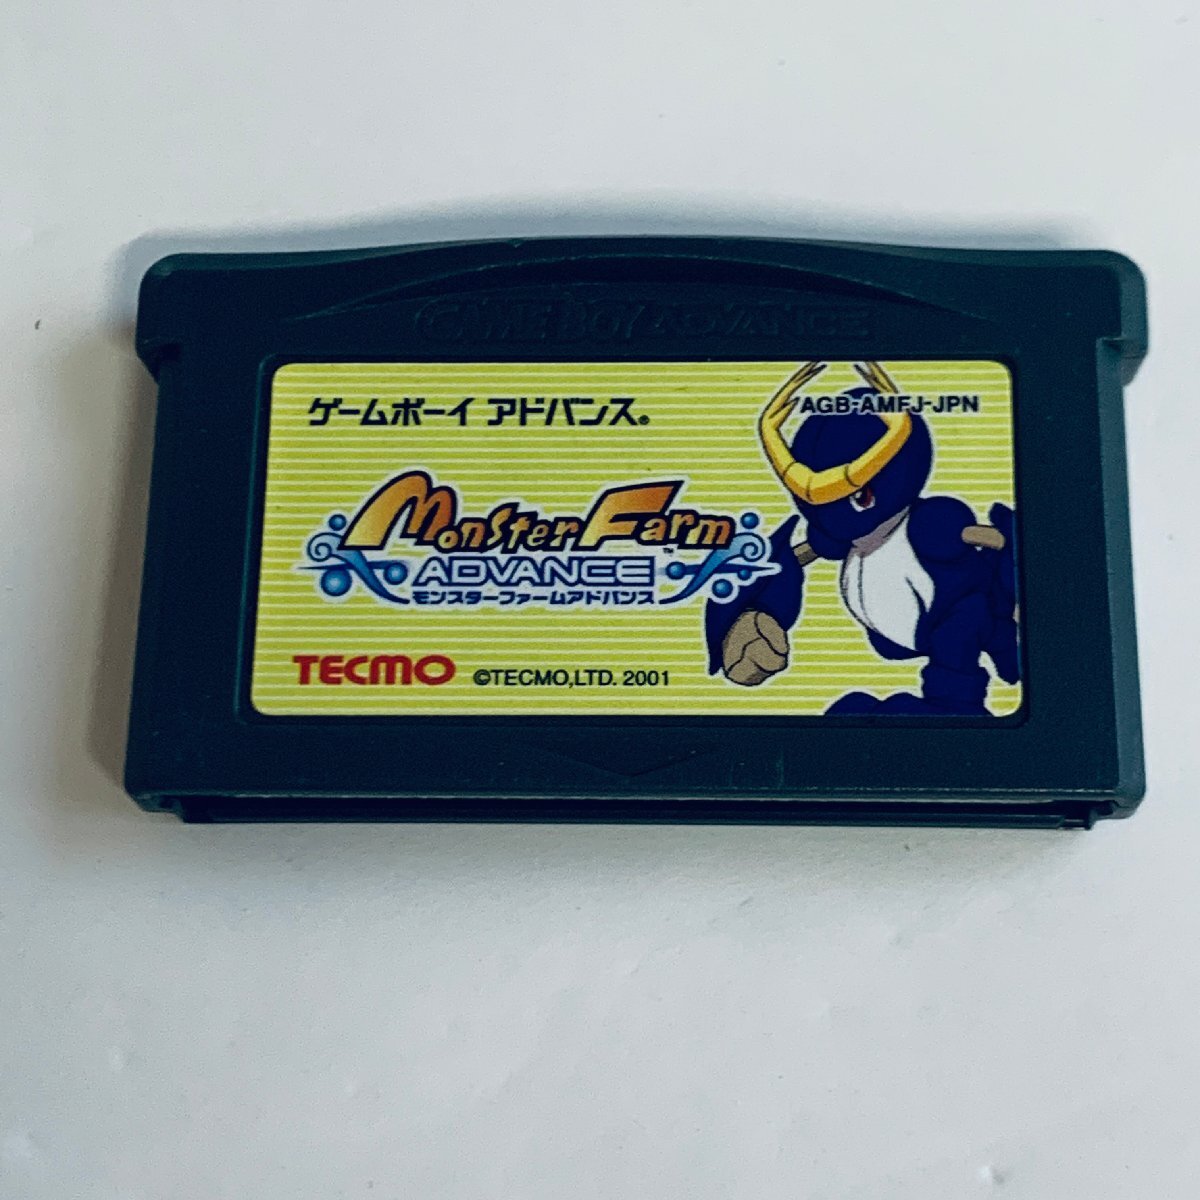 GAME BOY ADVANCE
ゲームボーイ アドバンス®
AGB-AMFJ-JPN
Monster Farm™
ADVANCE
モンスターファームアドバンス
TECMO ©TECMO,LTD. 2001